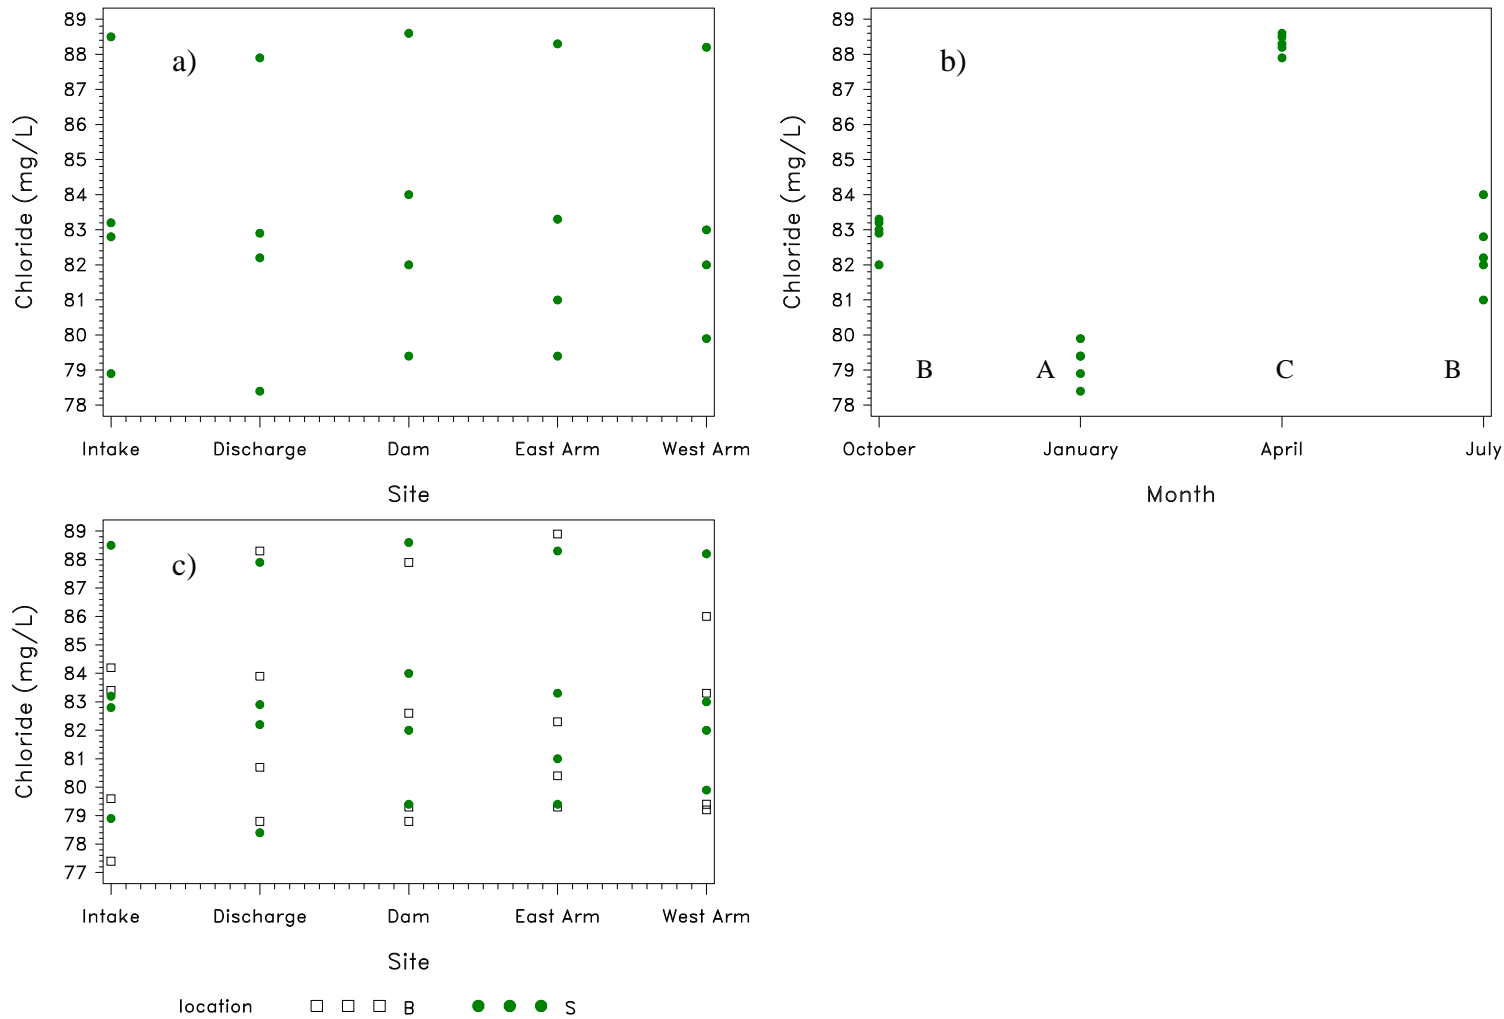 a)
Chloride (mg/L)
89
88
87
86
85
84
83
82
81
80
79
78
Intake Discharge Dam East Arm West Arm
Site
b)
Chloride (mg/L)
89
88
87
86
85
84
83
82
81
80
79
78
B A C B
October January April July
Month
c)
Chloride (mg/L)
89
88
87
86
85
84
83
82
81
80
79
78
77
Intake Discharge Dam East Arm West Arm
Site
location B S